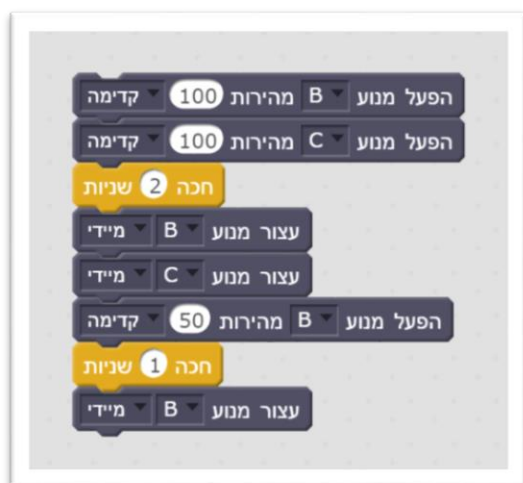 הפעל מנוע B מהירות 100 קדימה
הפעל מנוע C מהירות 100 קדימה
חכה 2 שניות
עצור מנוע B מיידי
עצור מנוע C מיידי
הפעל מנוע B מהירות 50 קדימה
חכה 1 שניות
עצור מנוע B מיידי